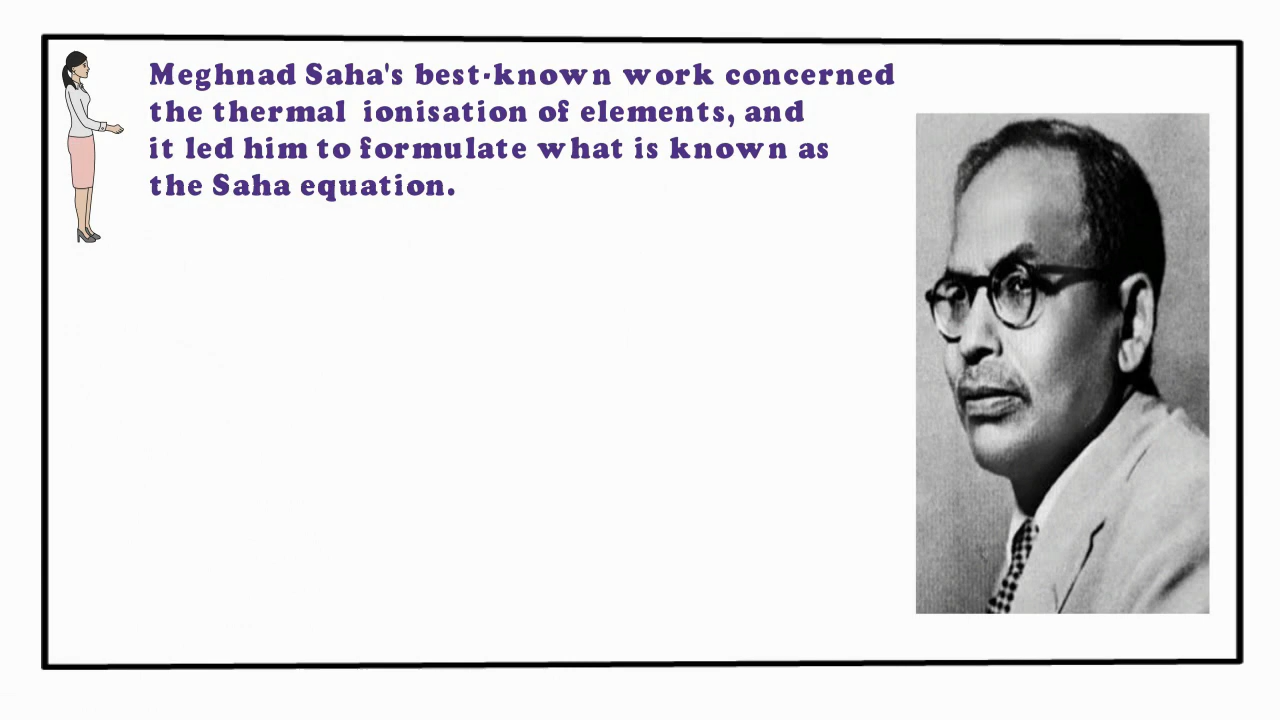 Meghnad Saha's best-known work concerned
the thermal ionisation of elements, and
it led him to formulate what is known as
the Saha equation.